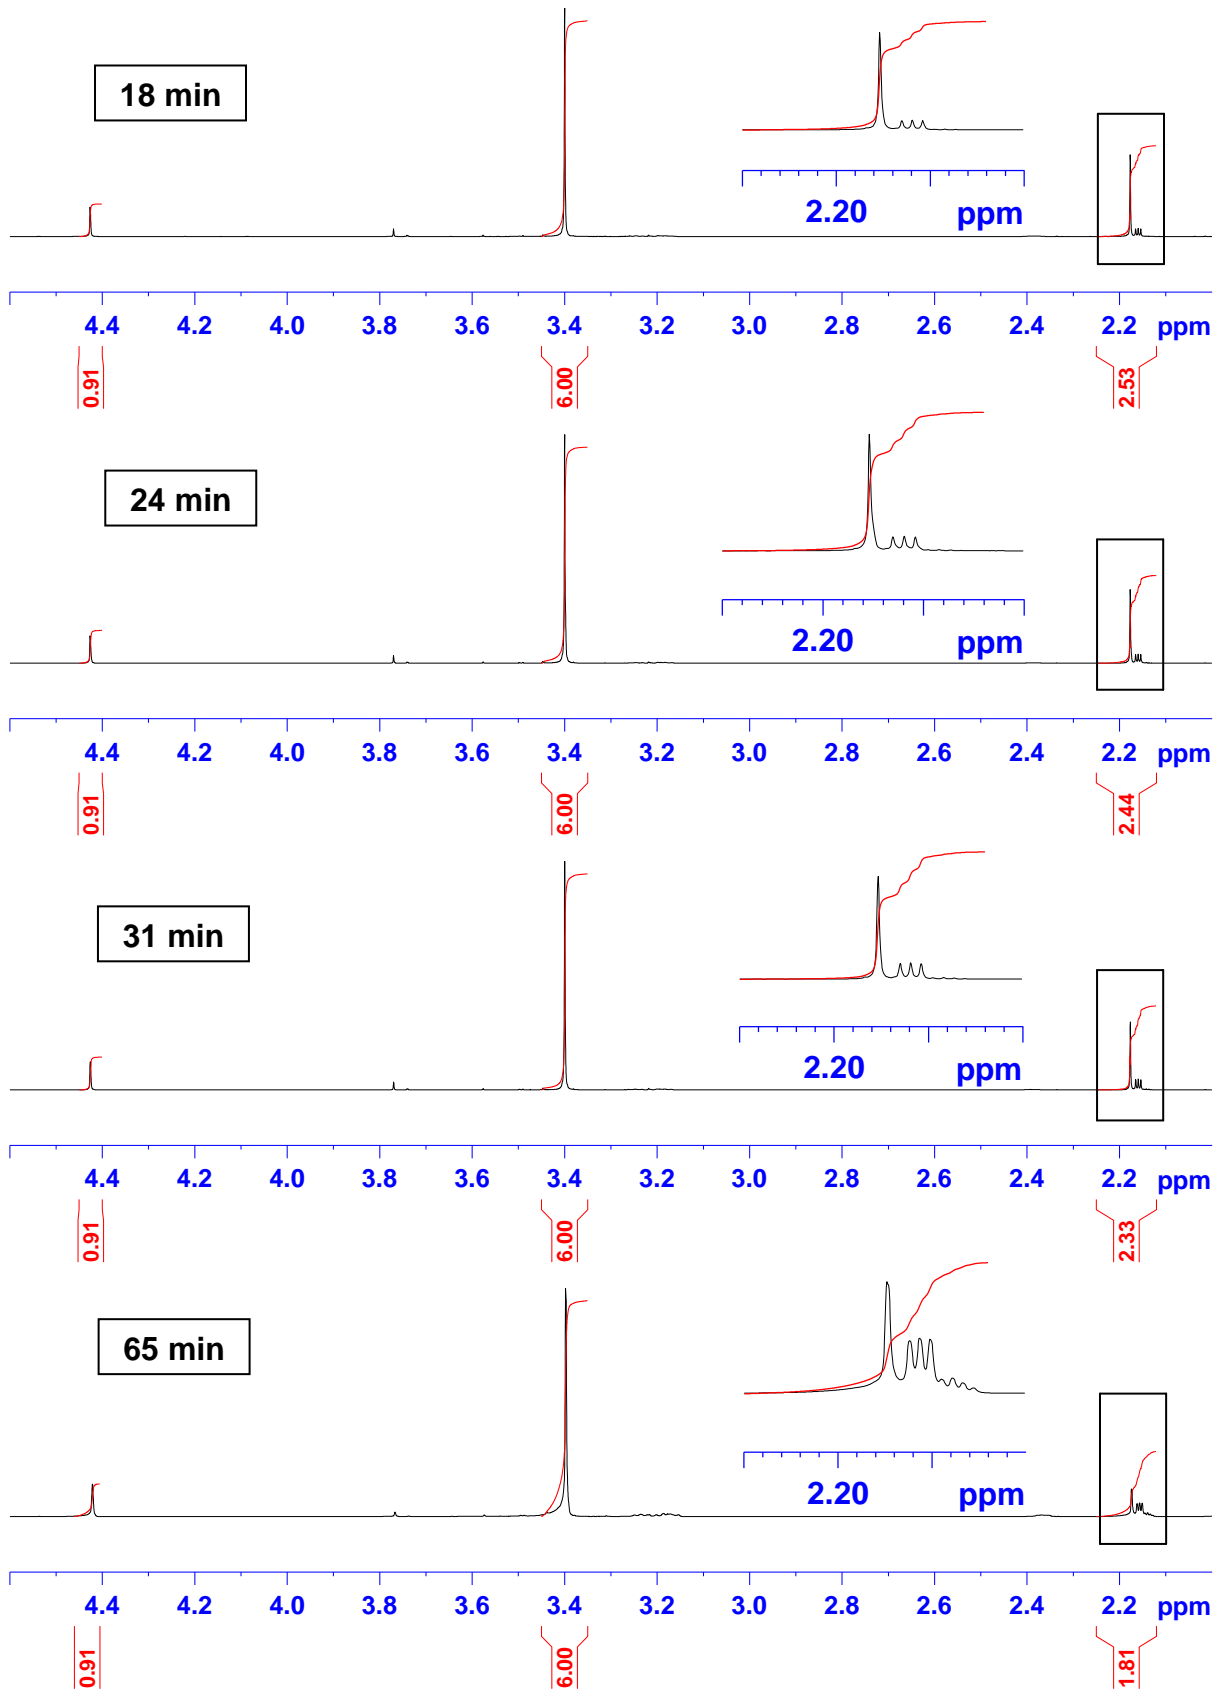 18 min
2.20 ppm
4.4 4.2 4.0 3.8 3.6 3.4 3.2 3.0 2.8 2.6 2.4 2.2 ppm
0.91 6.00 2.53
24 min
2.20 ppm
4.4 4.2 4.0 3.8 3.6 3.4 3.2 3.0 2.8 2.6 2.4 2.2 ppm
0.91 6.00 2.44
31 min
2.20 ppm
4.4 4.2 4.0 3.8 3.6 3.4 3.2 3.0 2.8 2.6 2.4 2.2 ppm
0.91 6.00 2.33
65 min
2.20 ppm
4.4 4.2 4.0 3.8 3.6 3.4 3.2 3.0 2.8 2.6 2.4 2.2 ppm
0.91 6.00 1.81